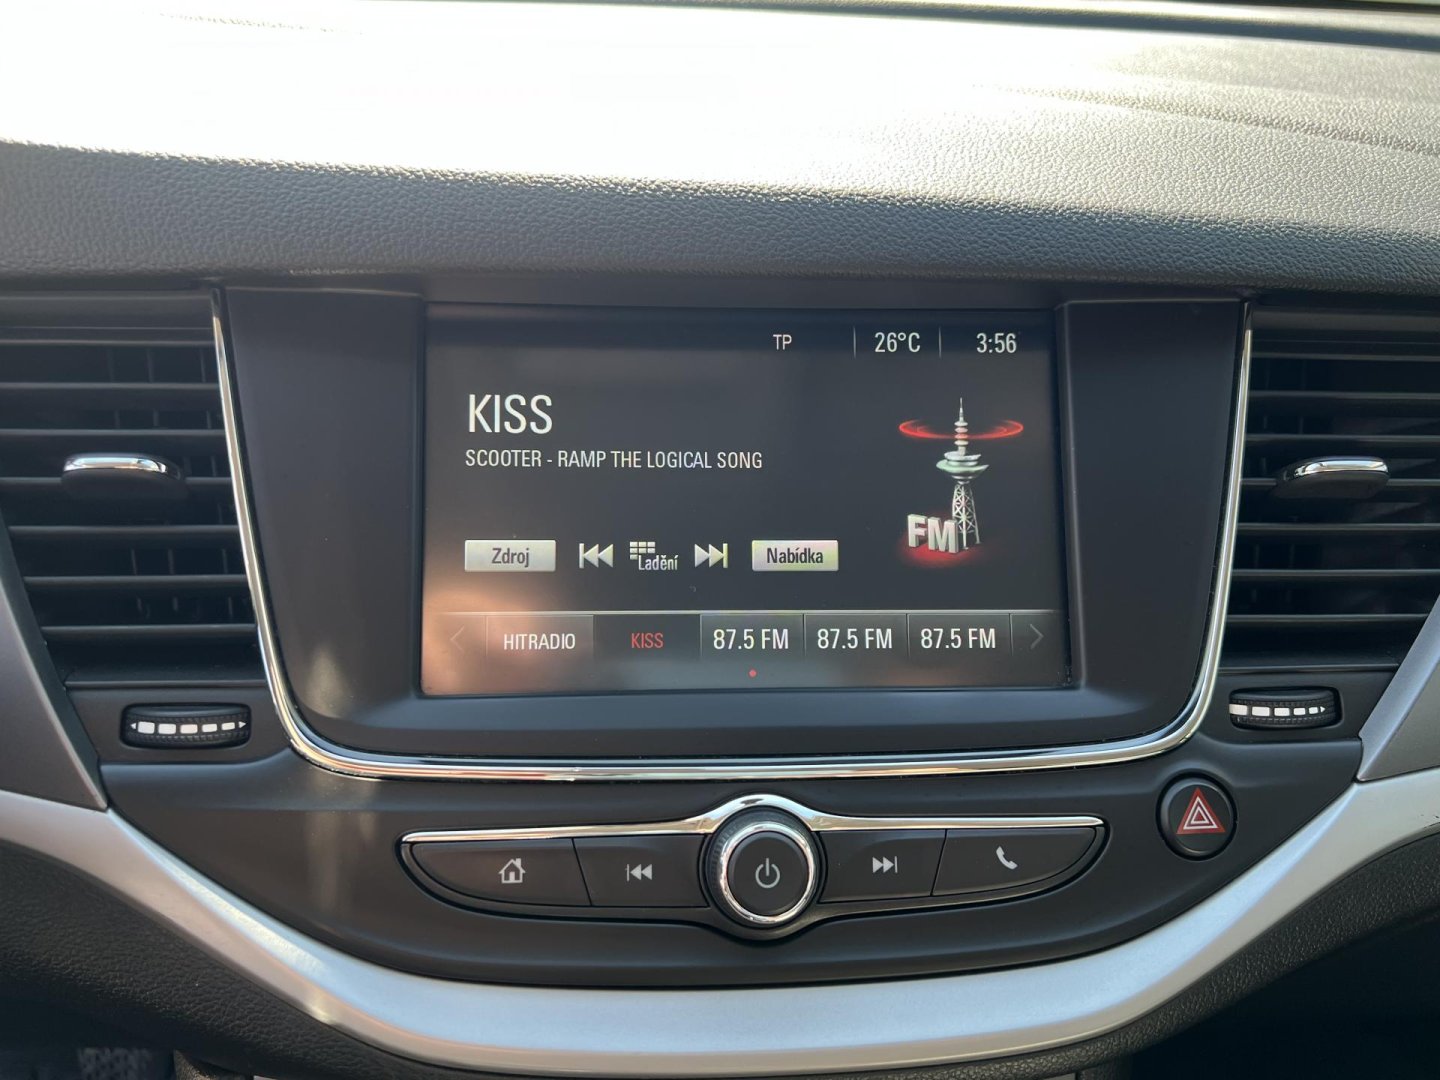 TP 26°C 3:56
KISS
SCOOTER - RAMP THE LOGICAL SONG
FM
Zdroj Ladění Nabídka
HITRADIO KISS 87.5 FM 87.5 FM 87.5 FM